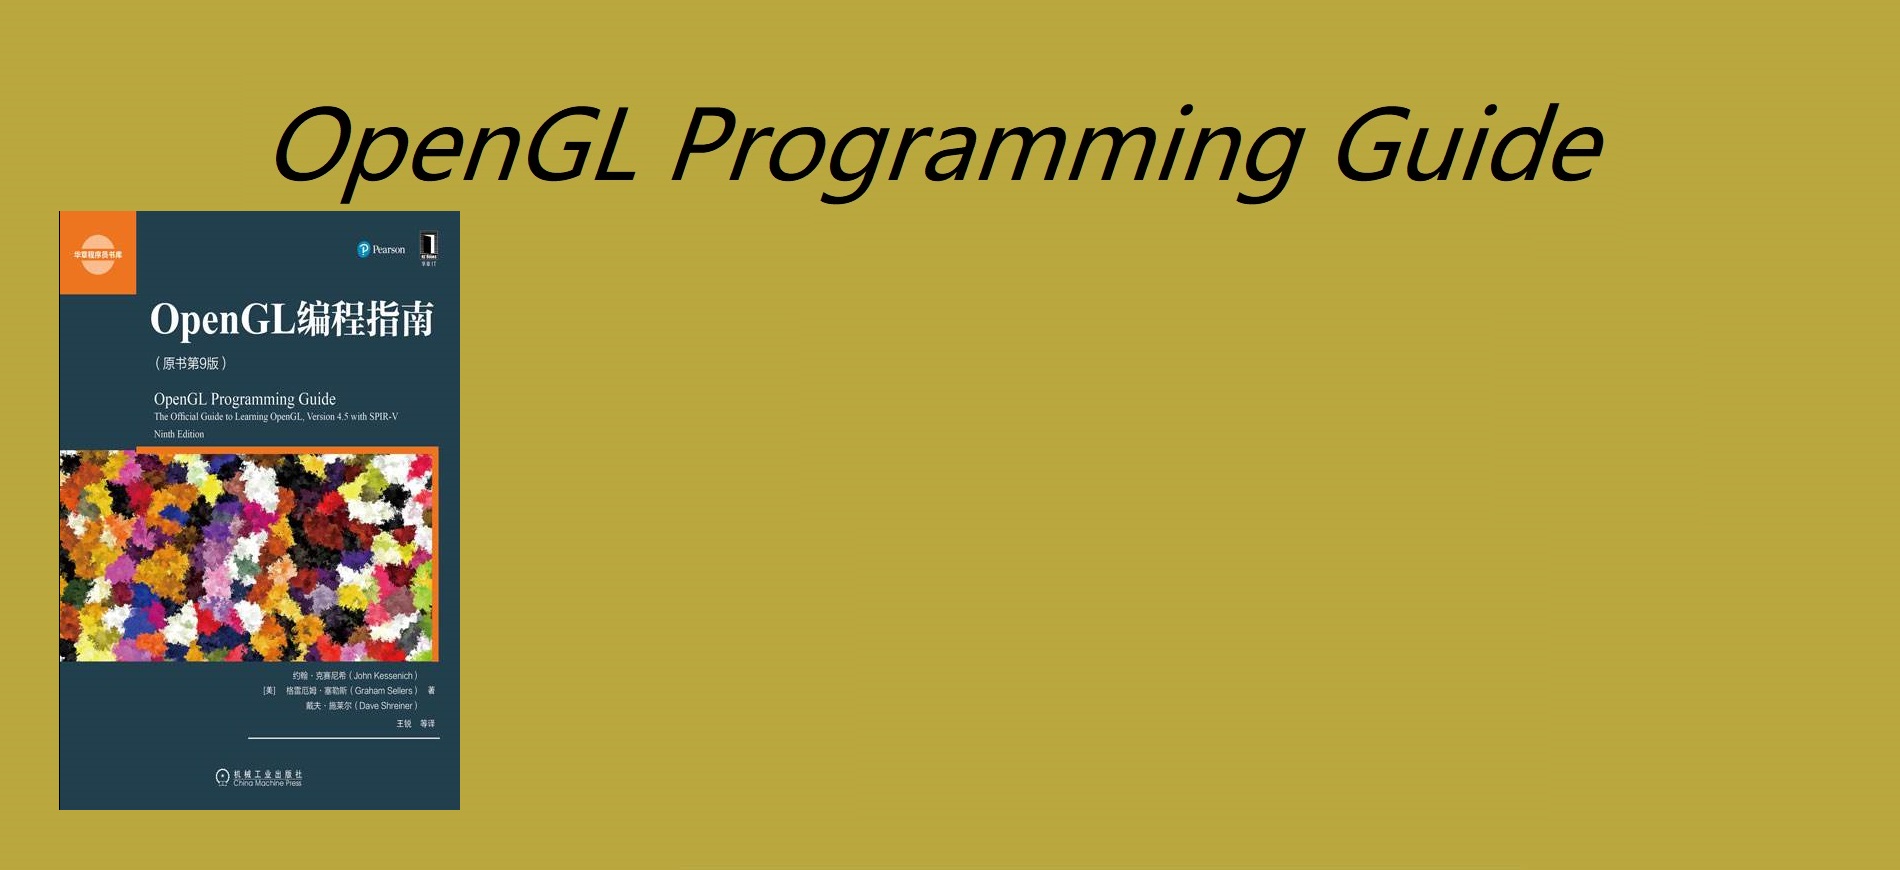 OpenGL Programming Guide
华章程序员书库
Pearson
OpenGL编程指南
（原书第9版）
OpenGL Programming Guide
The Official Guide to Learning OpenGL, Version 4.5 with SPIR-V
Ninth Edition
约翰·克赛尼希（John Kessenich）
[美] 格雷厄姆·塞勒斯（Graham Sellers） 著
戴夫·施莱尔（Dave Shreiner）
王锐 等译
机械工业出版社
China Machine Press